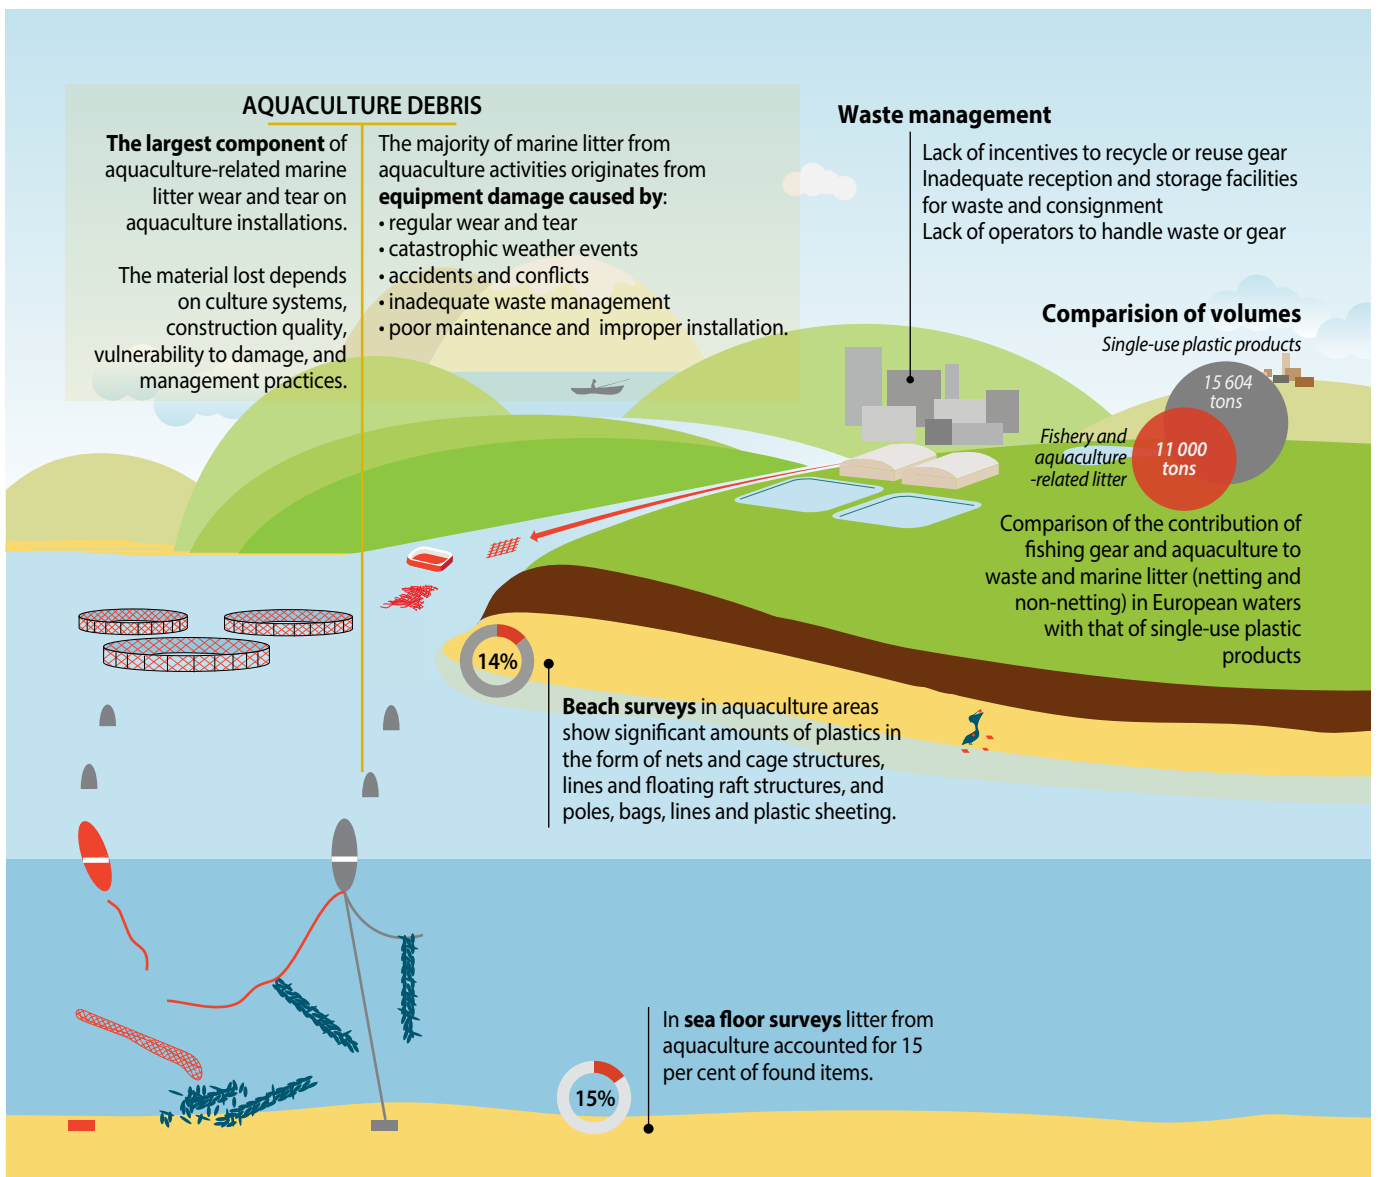 AQUACULTURE DEBRIS
The largest component of
aquaculture-related marine
litter wear and tear on
aquaculture installations.
The material lost depends
on culture systems,
construction quality,
vulnerability to damage, and
management practices.
The majority of marine litter from
aquaculture activities originates from
equipment damage caused by:
• regular wear and tear
• catastrophic weather events
• accidents and conflicts
• inadequate waste management
• poor maintenance and improper installation.
Waste management
Lack of incentives to recycle or reuse gear
Inadequate reception and storage facilities
for waste and consignment
Lack of operators to handle waste or gear
Comparision of volumes
Single-use plastic products
15 604
tons
Fishery and
aquaculture
-related litter
11 000
tons
Comparison of the contribution of
fishing gear and aquaculture to
waste and marine litter (netting and
non-netting) in European waters
with that of single-use plastic
products
14%
Beach surveys in aquaculture areas
show significant amounts of plastics in
the form of nets and cage structures,
lines and floating raft structures, and
poles, bags, lines and plastic sheeting.
In sea floor surveys litter from
aquaculture accounted for 15
per cent of found items.
15%